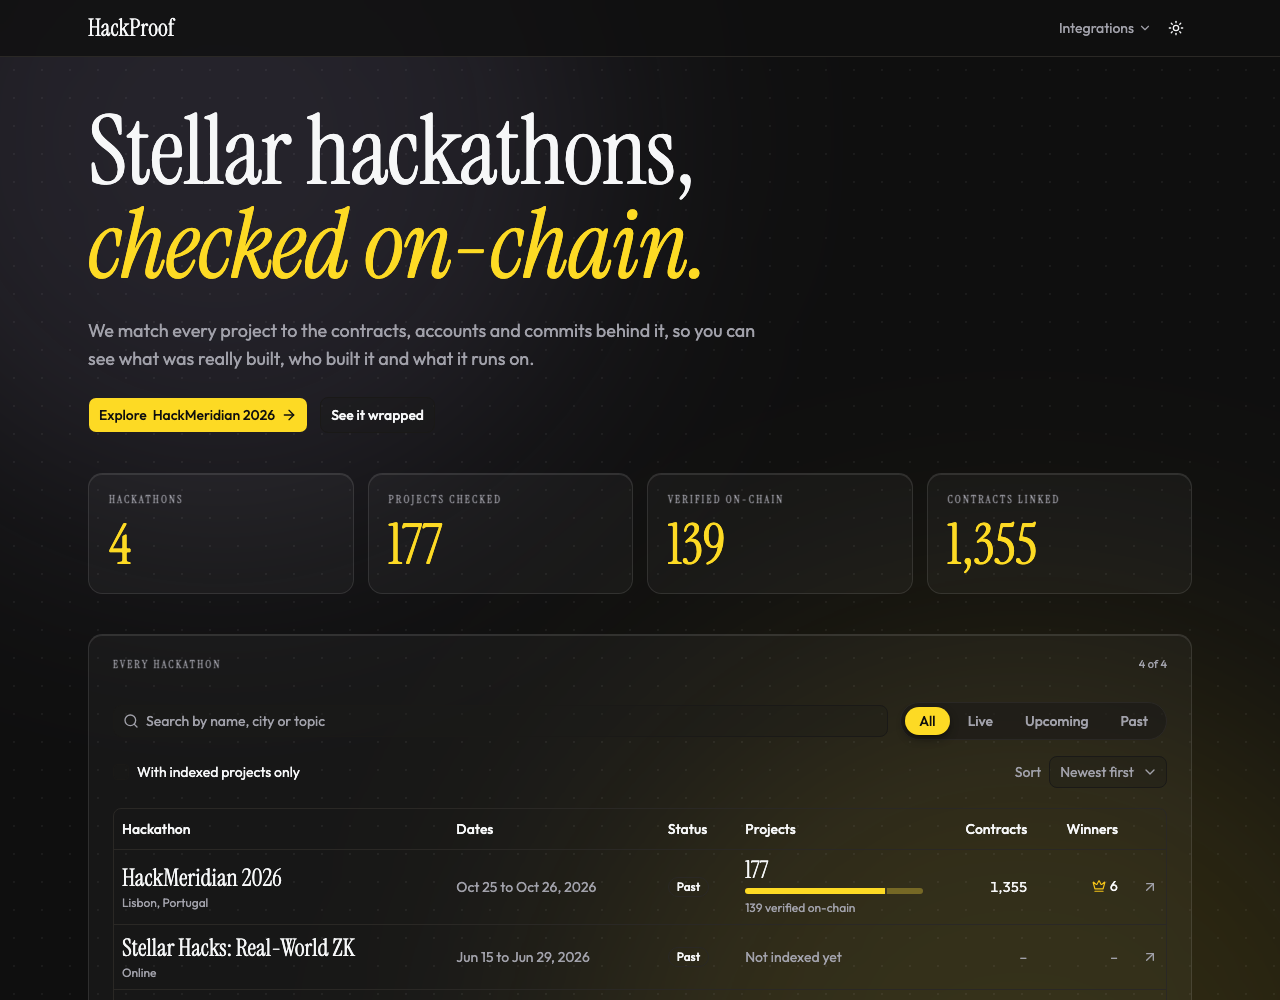 HackProof
Integrations
Stellar hackathons,
checked on-chain.
We match every project to the contracts, accounts and commits behind it, so you can
see what was really built, who built it and what it runs on.
Explore HackMeridian 2026
See it wrapped
HACKATHONS
4
PROJECTS CHECKED
177
VERIFIED ON-CHAIN
139
CONTRACTS LINKED
1,355
EVERY HACKATHON
4 of 4
Search by name, city or topic
All
Live
Upcoming
Past
With indexed projects only
Sort
Newest first
Hackathon
Dates
Status
Projects
Contracts
Winners
HackMeridian 2026
Lisbon, Portugal
Oct 25 to Oct 26, 2026
Past
177
139 verified on-chain
1,355
6
Stellar Hacks: Real-World ZK
Online
Jun 15 to Jun 29, 2026
Past
Not indexed yet
–
–